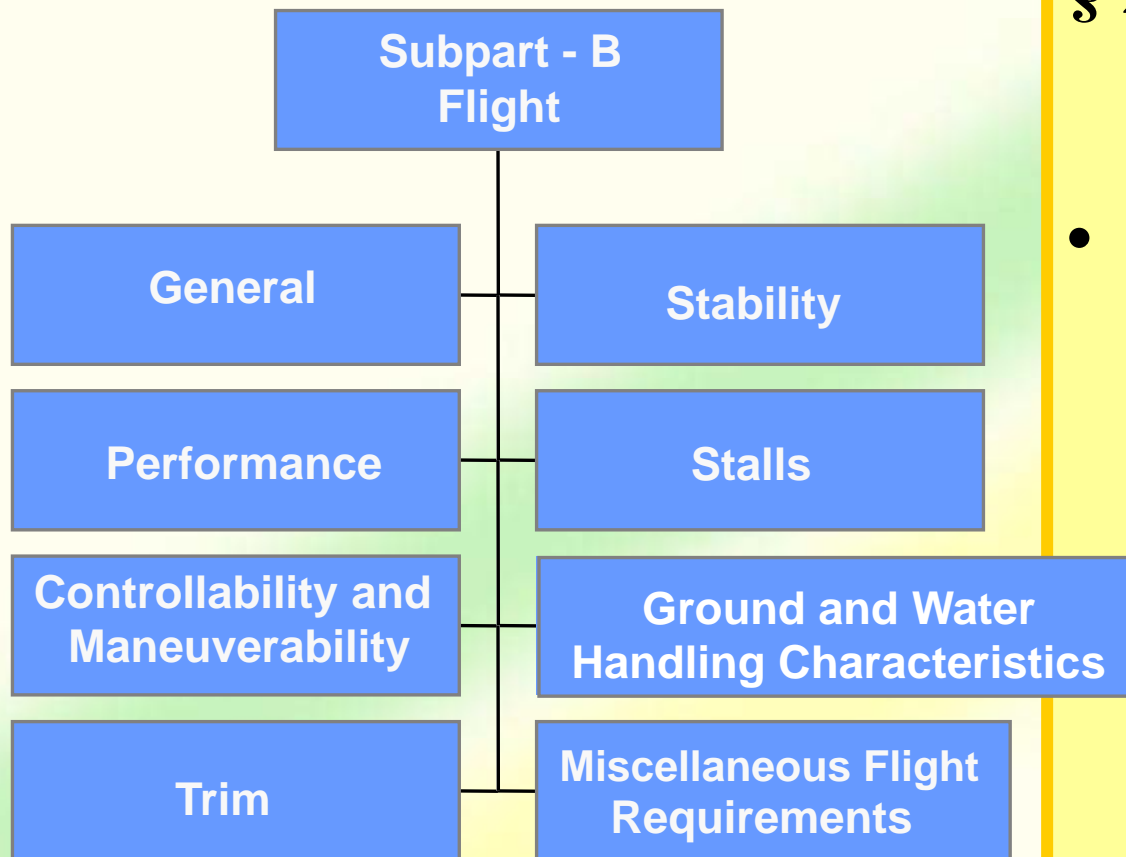 Subpart - B
Flight
General
Stability
Performance
Stalls
Controllability and
Maneuverability
Ground and Water
Handling Characteristics
Trim
Miscellaneous Flight
Requirements
§
•